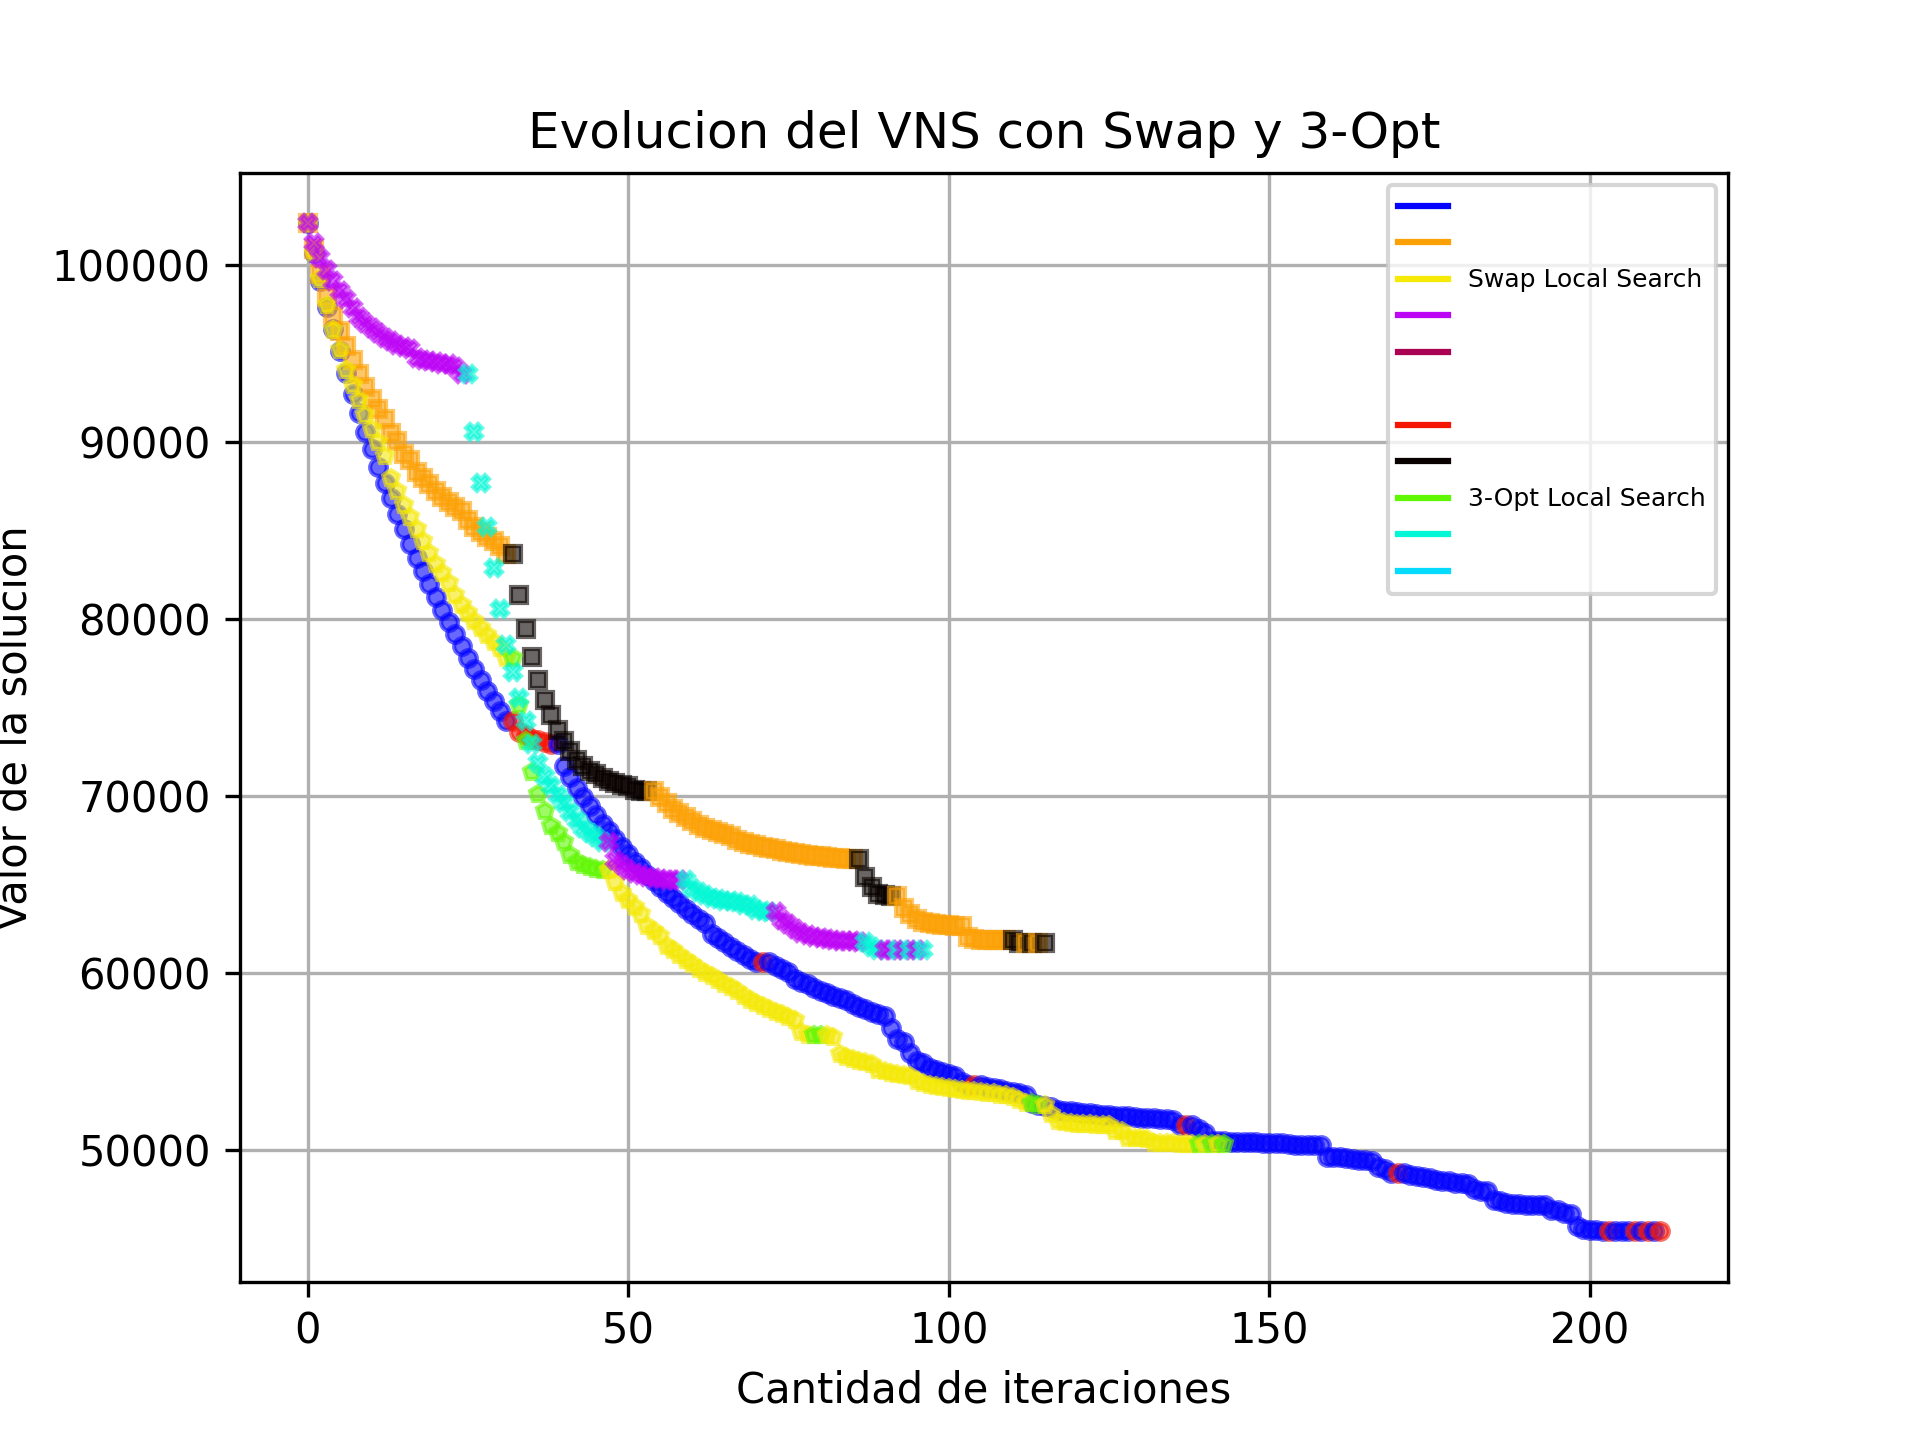 Evolucion del VNS con Swap y 3-Opt
Valor de la solucion
100000
90000
80000
70000
60000
50000
Swap Local Search
3-Opt Local Search
0 50 100 150 200
Cantidad de iteraciones